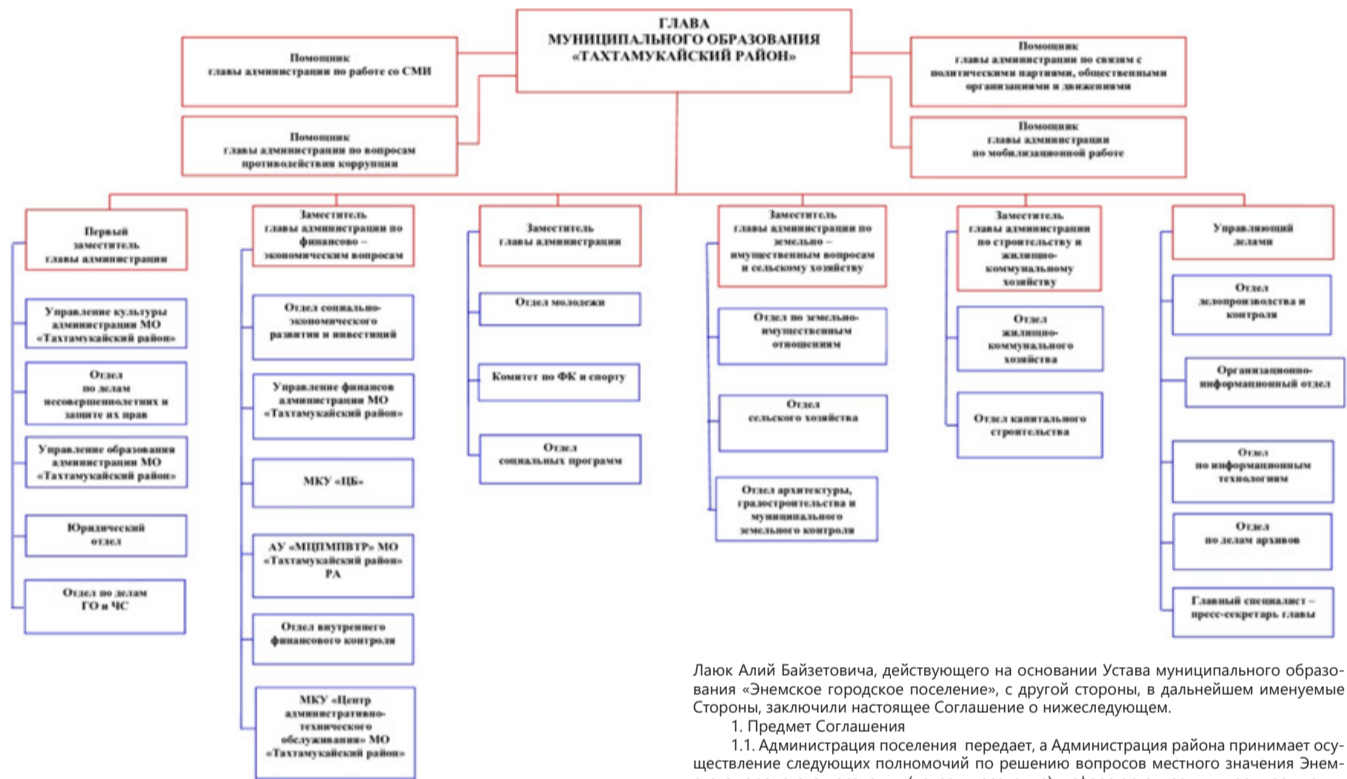 ГЛАВА
МУНИЦИПАЛЬНОГО ОБРАЗОВАНИЯ
«ТАХТАМУКАЙСКИЙ РАЙОН»
Помощник
главы администрации по работе со СМИ
Помощник
главы администрации по вопросам
противодействия коррупции
Помощник
главы администрации по связям с
политическими партиями, общественными
организациями и движениями
Помощник
главы администрации
по мобилизационной работе
Первый
заместитель
главы администрации
Управление культуры
администрации МО
«Тахтамукайский район»
Отдел
по делам
несовершеннолетних и
защите их прав
Управление образования
администрации МО
«Тахтамукайский район»
Юридический
отдел
Отдел по делам
ГО и ЧС
Заместитель
главы администрации по
финансово –
экономическим вопросам
Отдел социально-
экономического
развития и инвестиций
Управление финансов
администрации МО
«Тахтамукайский район»
МКУ «ЦБ»
АУ «МЦПМПВТР» МО
«Тахтамукайский район»
РА
Отдел внутреннего
финансового контроля
МКУ «Центр
административно-
технического
обслуживания» МО
«Тахтамукайский район»
Заместитель
главы администрации
Отдел молодежи
Комитет по ФК и спорту
Отдел
социальных программ
Заместитель
главы администрации по
земельно –
имущественным вопросам
и сельскому хозяйству
Отдел по земельно-
имущественным
отношениям
Отдел
сельского хозяйства
Отдел архитектуры,
градостроительства и
муниципального
земельного контроля
Заместитель
главы администрации
по строительству и
жилищно-
коммунальному
хозяйству
Отдел
жилищно-
коммунального
хозяйства
Отдел капитального
строительства
Управляющий
делами
Отдел
делопроизводства и
контроля
Организационно-
информационный отдел
Отдел
по информационным
технологиям
Отдел
по делам архивов
Главный специалист –
пресс-секретарь главы
Лаюк Алий Байзетовича, действующего на основании Устава муниципального образо-
вания «Энемское городское поселение», с другой стороны, в дальнейшем именуемые
Стороны, заключили настоящее Соглашение о нижеследующем.
1. Предмет Соглашения
1.1. Администрация поселения передает, а Администрация района принимает осу-
ществление следующих полномочий по решению вопросов местного значения Энем-